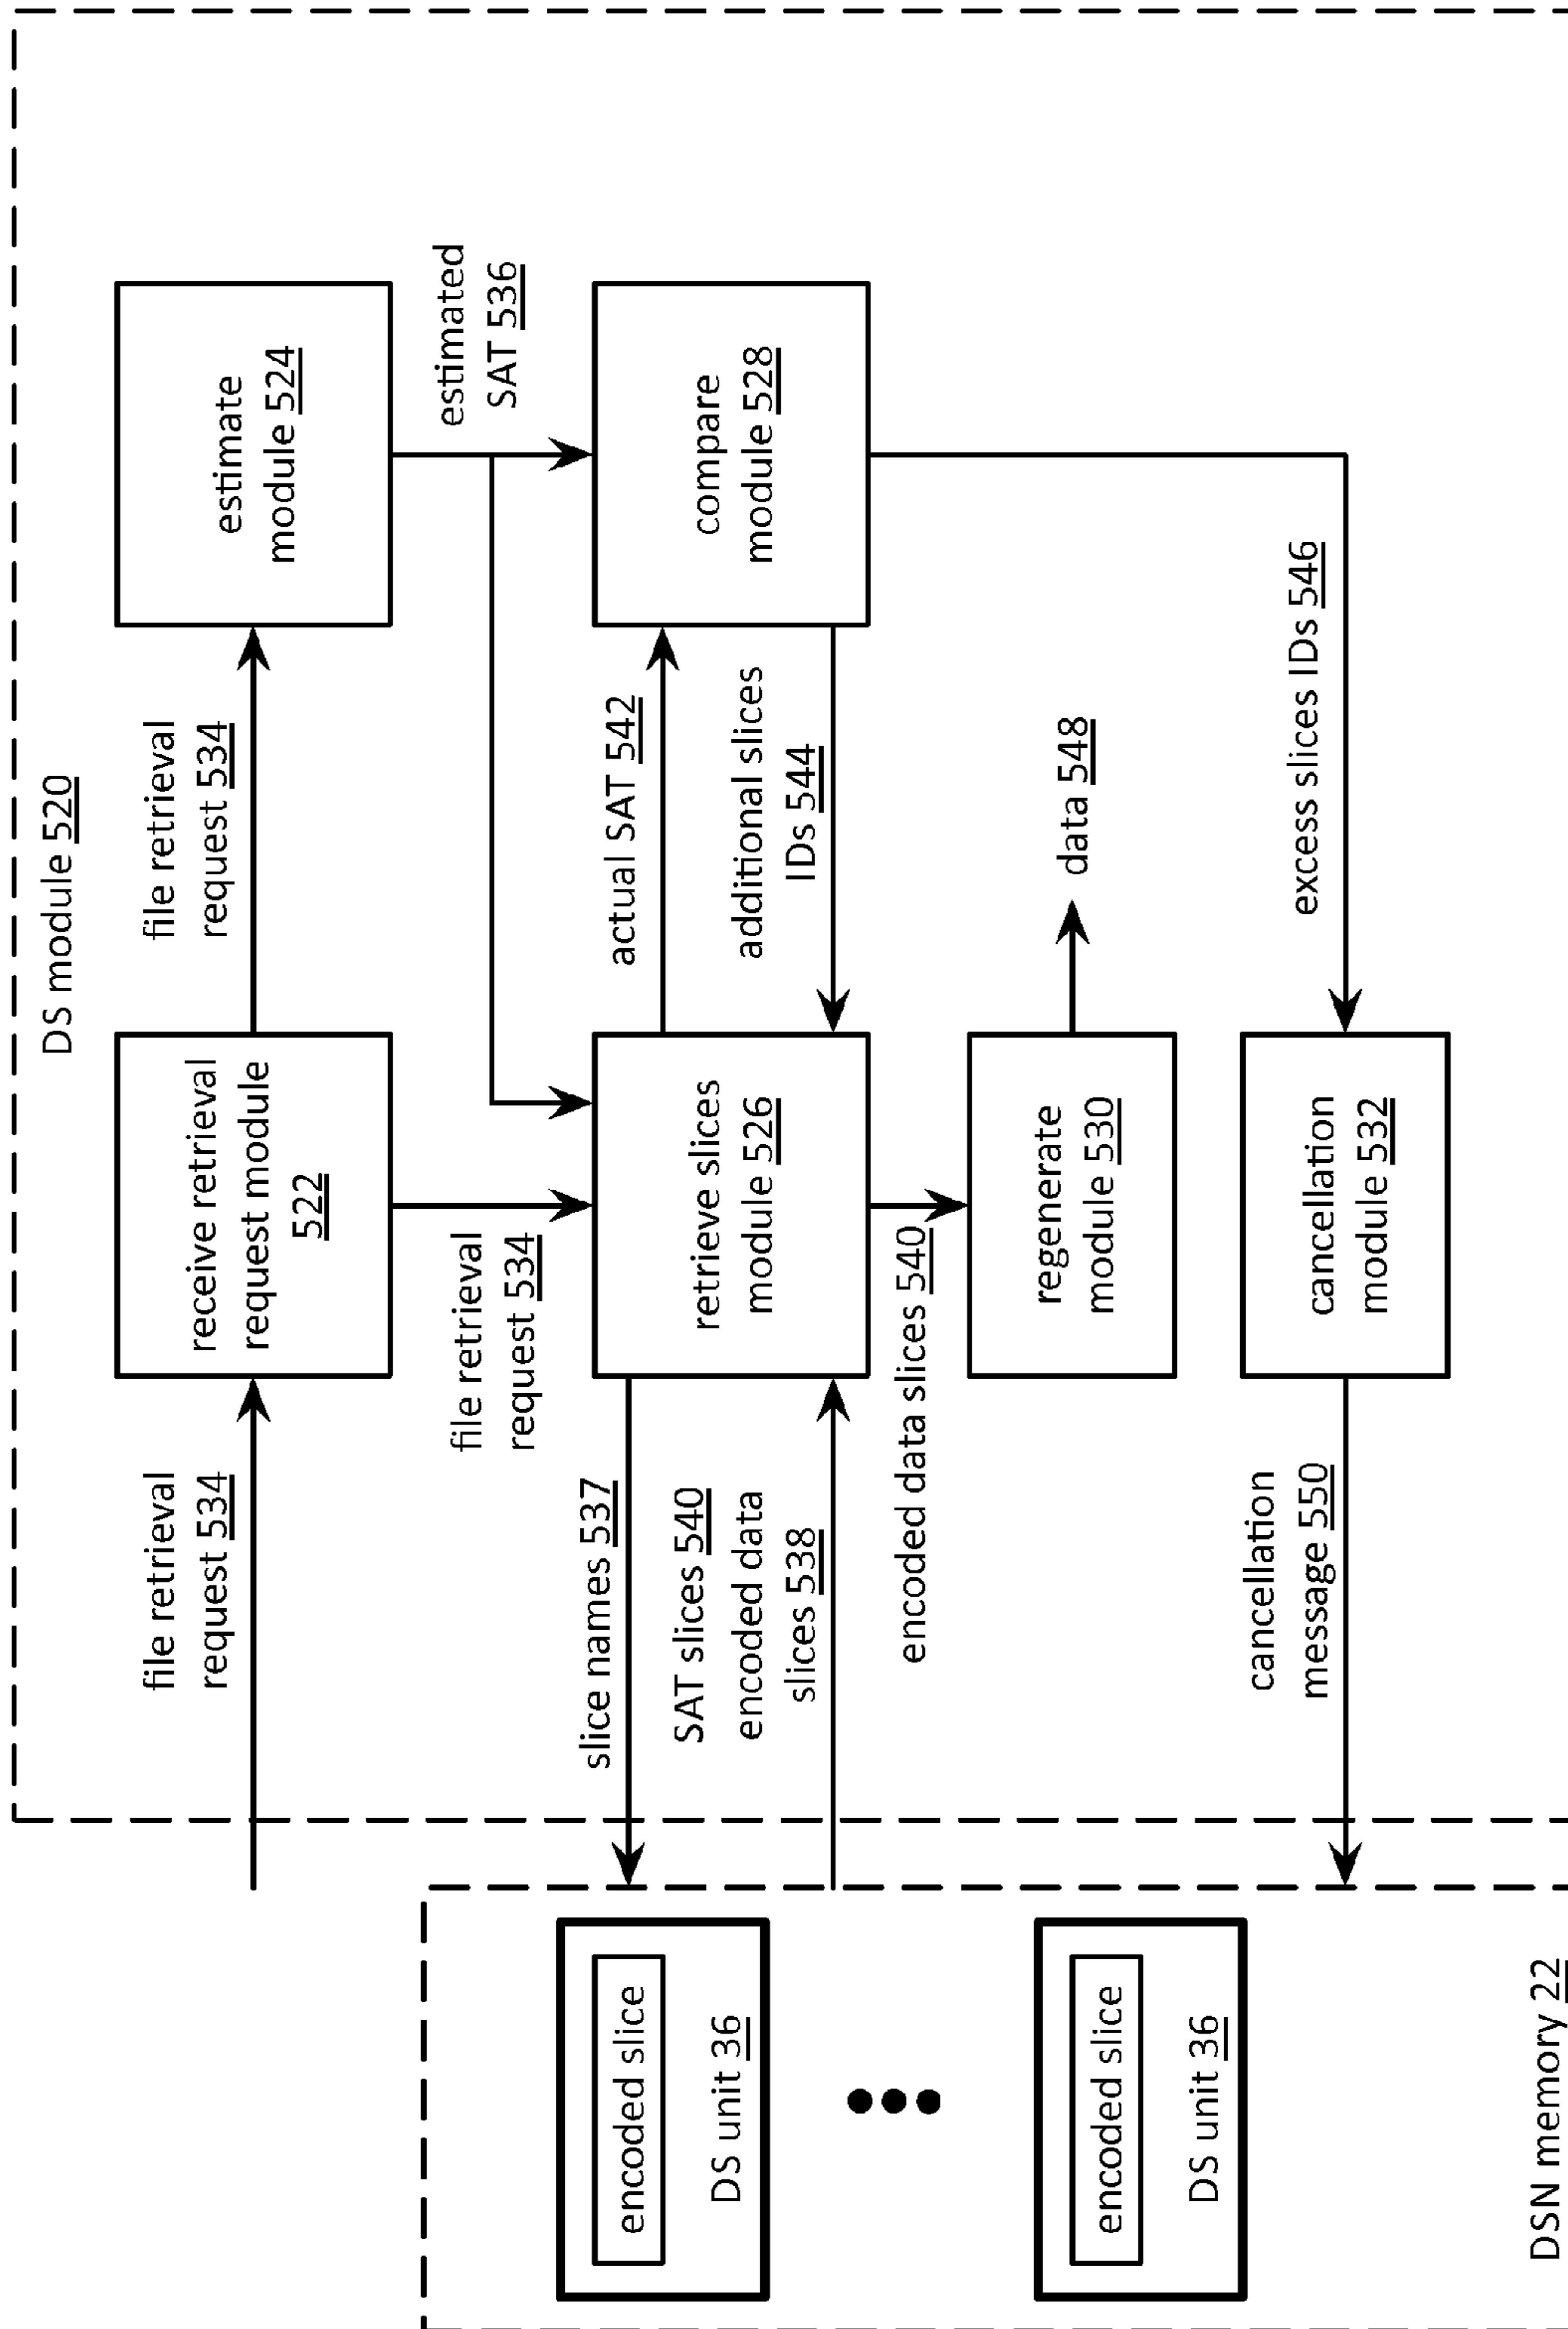 DS module 520
file retrieval
request 534
receive retrieval
request module
522
file retrieval
request 534
estimate
module 524
file retrieval
request 534
estimated
SAT 536
slice names 537
SAT slices 540
encoded data
slices 538
retrieve slices
module 526
actual SAT 542
additional slices
IDs 544
compare
module 528
encoded data slices 540
regenerate
module 530
data 548
cancellation
message 550
cancellation
module 532
excess slices IDs 546
encoded slice
DS unit 36
encoded slice
DS unit 36
DSN memory 22